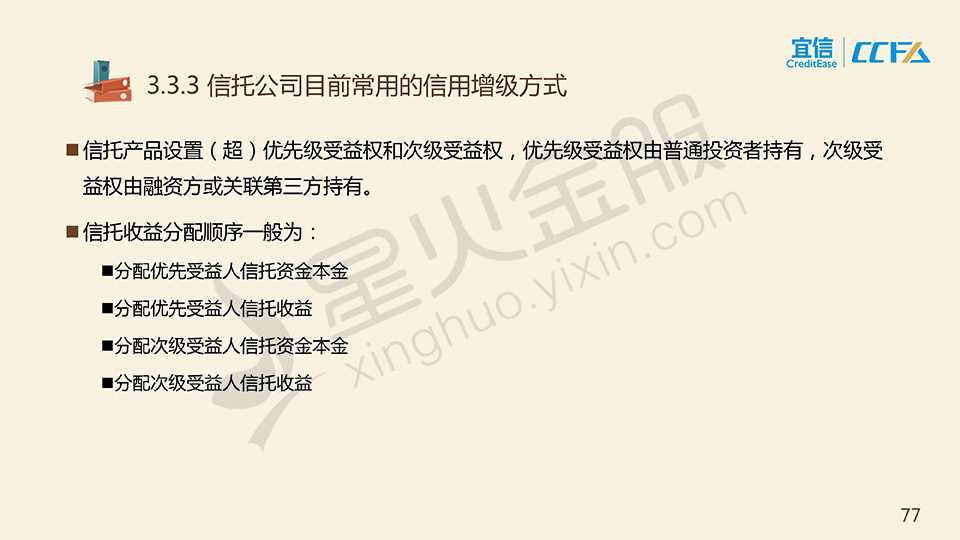 宜信
CreditEase
CCFA
3.3.3 信托公司目前常用的信用增级方式
信托产品设置（超）优先级受益权和次级受益权，优先级受益权由普通投资者持有，次级受
益权由融资方或关联第三方持有。
信托收益分配顺序一般为：
分配优先受益人信托资金本金
分配优先受益人信托收益
分配次级受益人信托资金本金
分配次级受益人信托收益
星火金服
xinghuo.yixin.com
77